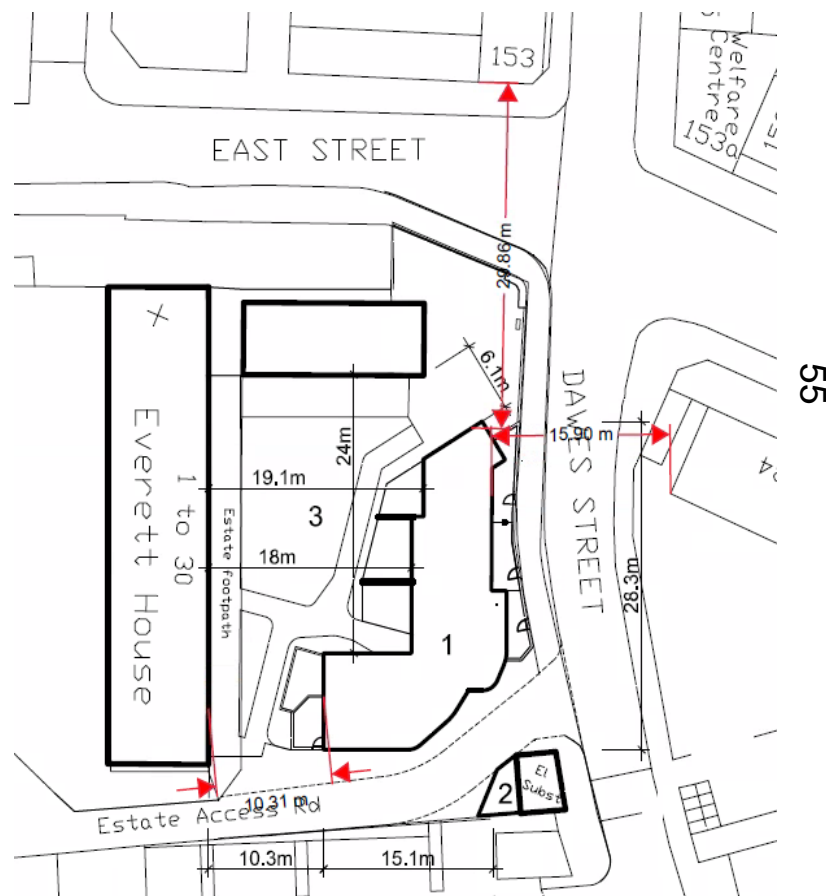 153
Welfare
Centre
153a
EAST STREET
6.1m
DAWES STREET
15.90 m
55
24m
19.1m
3
18m
1 to 30
Everett House
Estate footpath
28.3m
1
2
El
Subst
10.31 m
Estate Access Rd
10.3m
15.1m